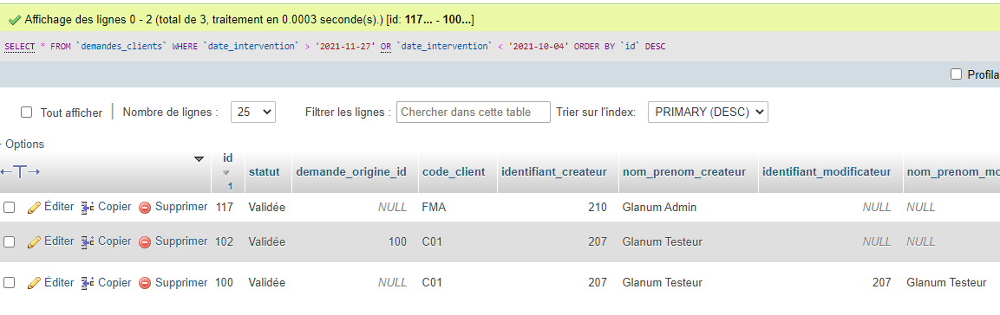 Affichage des lignes 0 - 2 (total de 3, traitement en 0.0003 seconde(s).) [id: 117... - 100...]
SELECT * FROM `demandes_clients` WHERE `date_intervention` > '2021-11-27' OR `date_intervention` < '2021-10-04' ORDER BY `id` DESC
Profila
Tout afficher | Nombre de lignes : 25 Filtrer les lignes : Chercher dans cette table Trier sur l'index: PRIMARY (DESC)
Options
id 1 statut demande_origine_id code_client identifiant_createur nom_prenom_createur identifiant_modificateur nom_prenom_mo
Éditer Copier Supprimer 117 Validée NULL FMA 210 Glanum Admin NULL NULL
Éditer Copier Supprimer 102 Validée 100 C01 207 Glanum Testeur NULL NULL
Éditer Copier Supprimer 100 Validée NULL C01 207 Glanum Testeur 207 Glanum Testeur